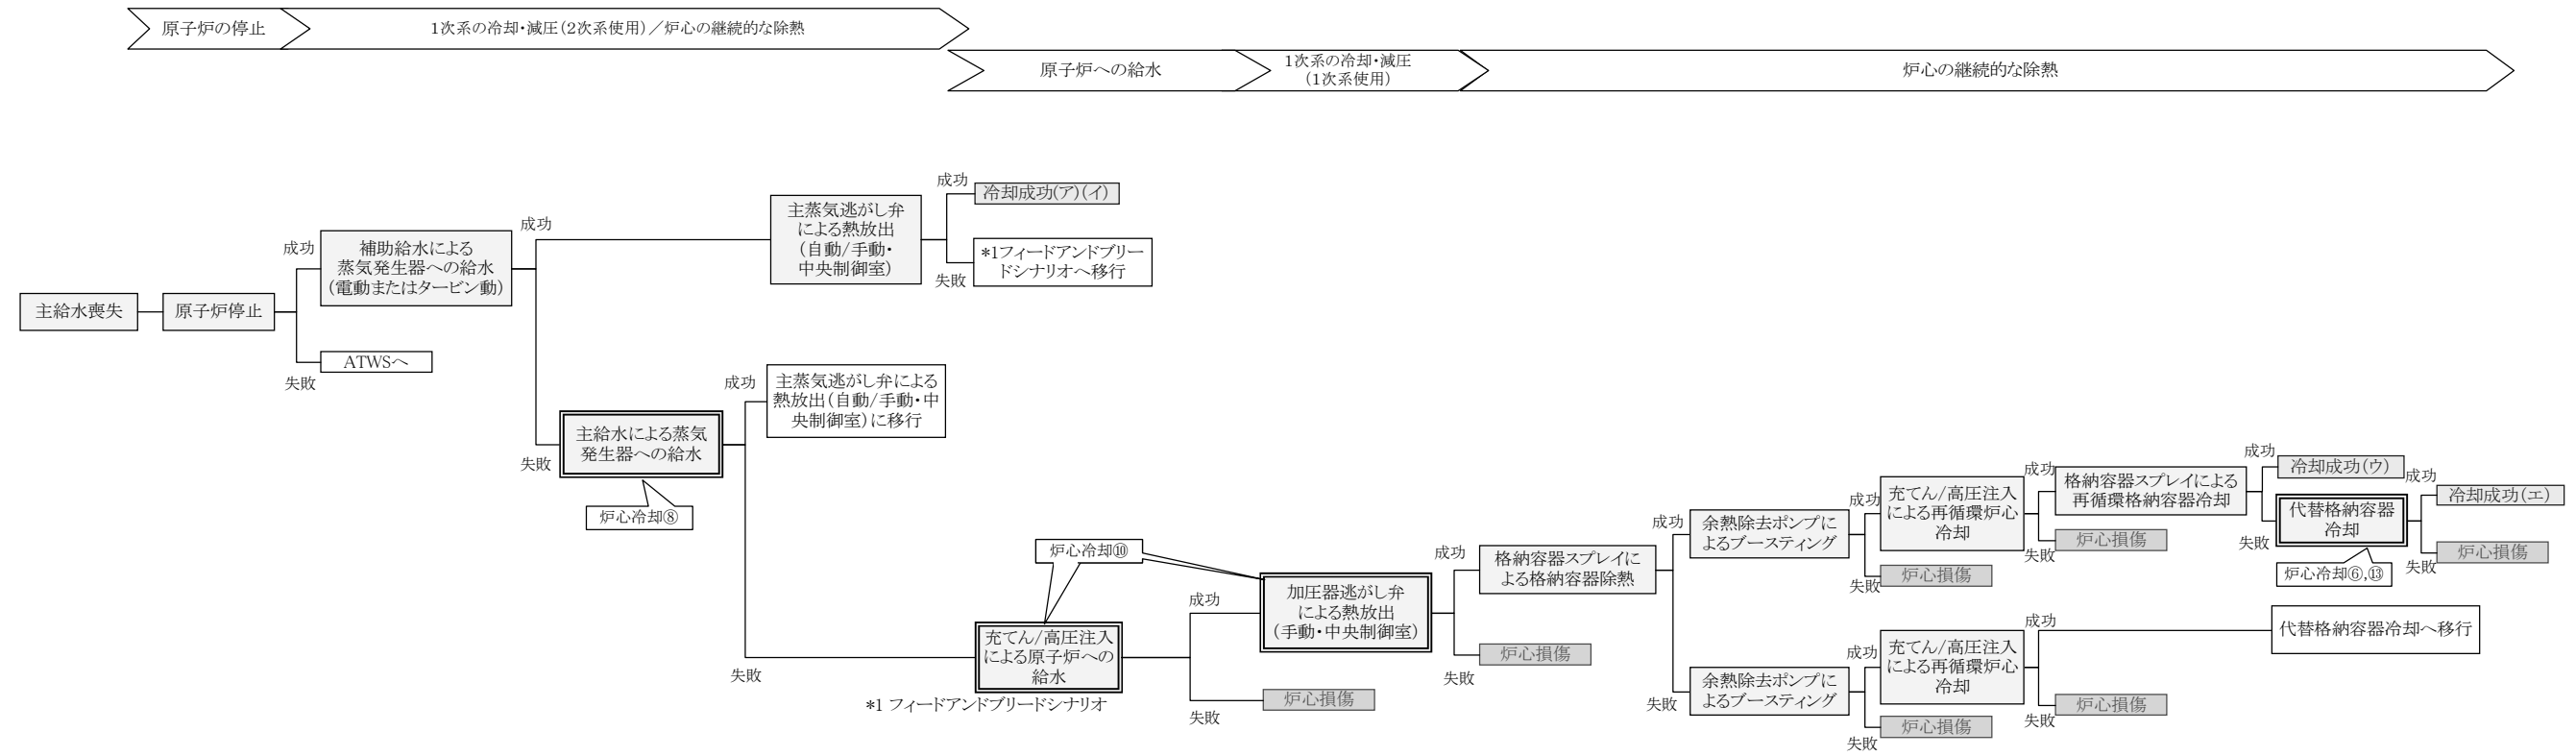 原子炉の停止
1次系の冷却・減圧（2次系使用）／炉心の継続的な除熱
原子炉への給水
1次系の冷却・減圧
（1次系使用）
炉心の継続的な除熱
主給水喪失
原子炉停止
成功
失敗
補助給水による
蒸気発生器への給水
（電動またはタービン動）
ATWSへ
成功
失敗
主蒸気逃がし弁
による熱放出
（自動/手動・
中央制御室）
成功
冷却成功(ア)(イ)
失敗
*1フィードアンドブリー
ドシナリオへ移行
主給水による蒸気
発生器への給水
炉心冷却⑧
成功
主蒸気逃がし弁による
熱放出（自動/手動・中
央制御室）に移行
失敗
充てん/高圧注入
による原子炉への
給水
*1 フィードアンドブリードシナリオ
炉心冷却⑩
成功
失敗
炉心損傷
加圧器逃がし弁
による熱放出
（手動・中央制御室）
成功
失敗
炉心損傷
格納容器スプレイに
よる格納容器除熱
成功
失敗
余熱除去ポンプに
よるブースティング
成功
失敗
炉心損傷
充てん/高圧注入
による再循環炉心
冷却
成功
失敗
炉心損傷
格納容器スプレイによる
再循環格納容器冷却
成功
冷却成功(ウ)
失敗
代替格納容器
冷却
炉心冷却⑥,⑬
成功
冷却成功(エ)
失敗
炉心損傷
余熱除去ポンプに
よるブースティング
成功
失敗
炉心損傷
充てん/高圧注入
による再循環炉心
冷却
成功
失敗
炉心損傷
代替格納容器冷却へ移行